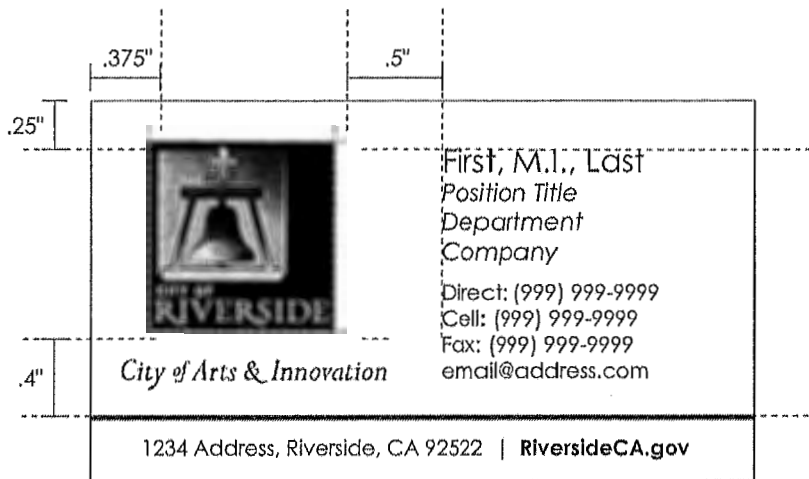 .375"
.5"
.25"
First, M.I., Last
Position Title
Department
Company
CITY OF
RIVERSIDE
Direct: (999) 999-9999
Cell: (999) 999-9999
Fax: (999) 999-9999
email@address.com
.4"
City of Arts & Innovation
1234 Address, Riverside, CA 92522 | RiversideCA.gov